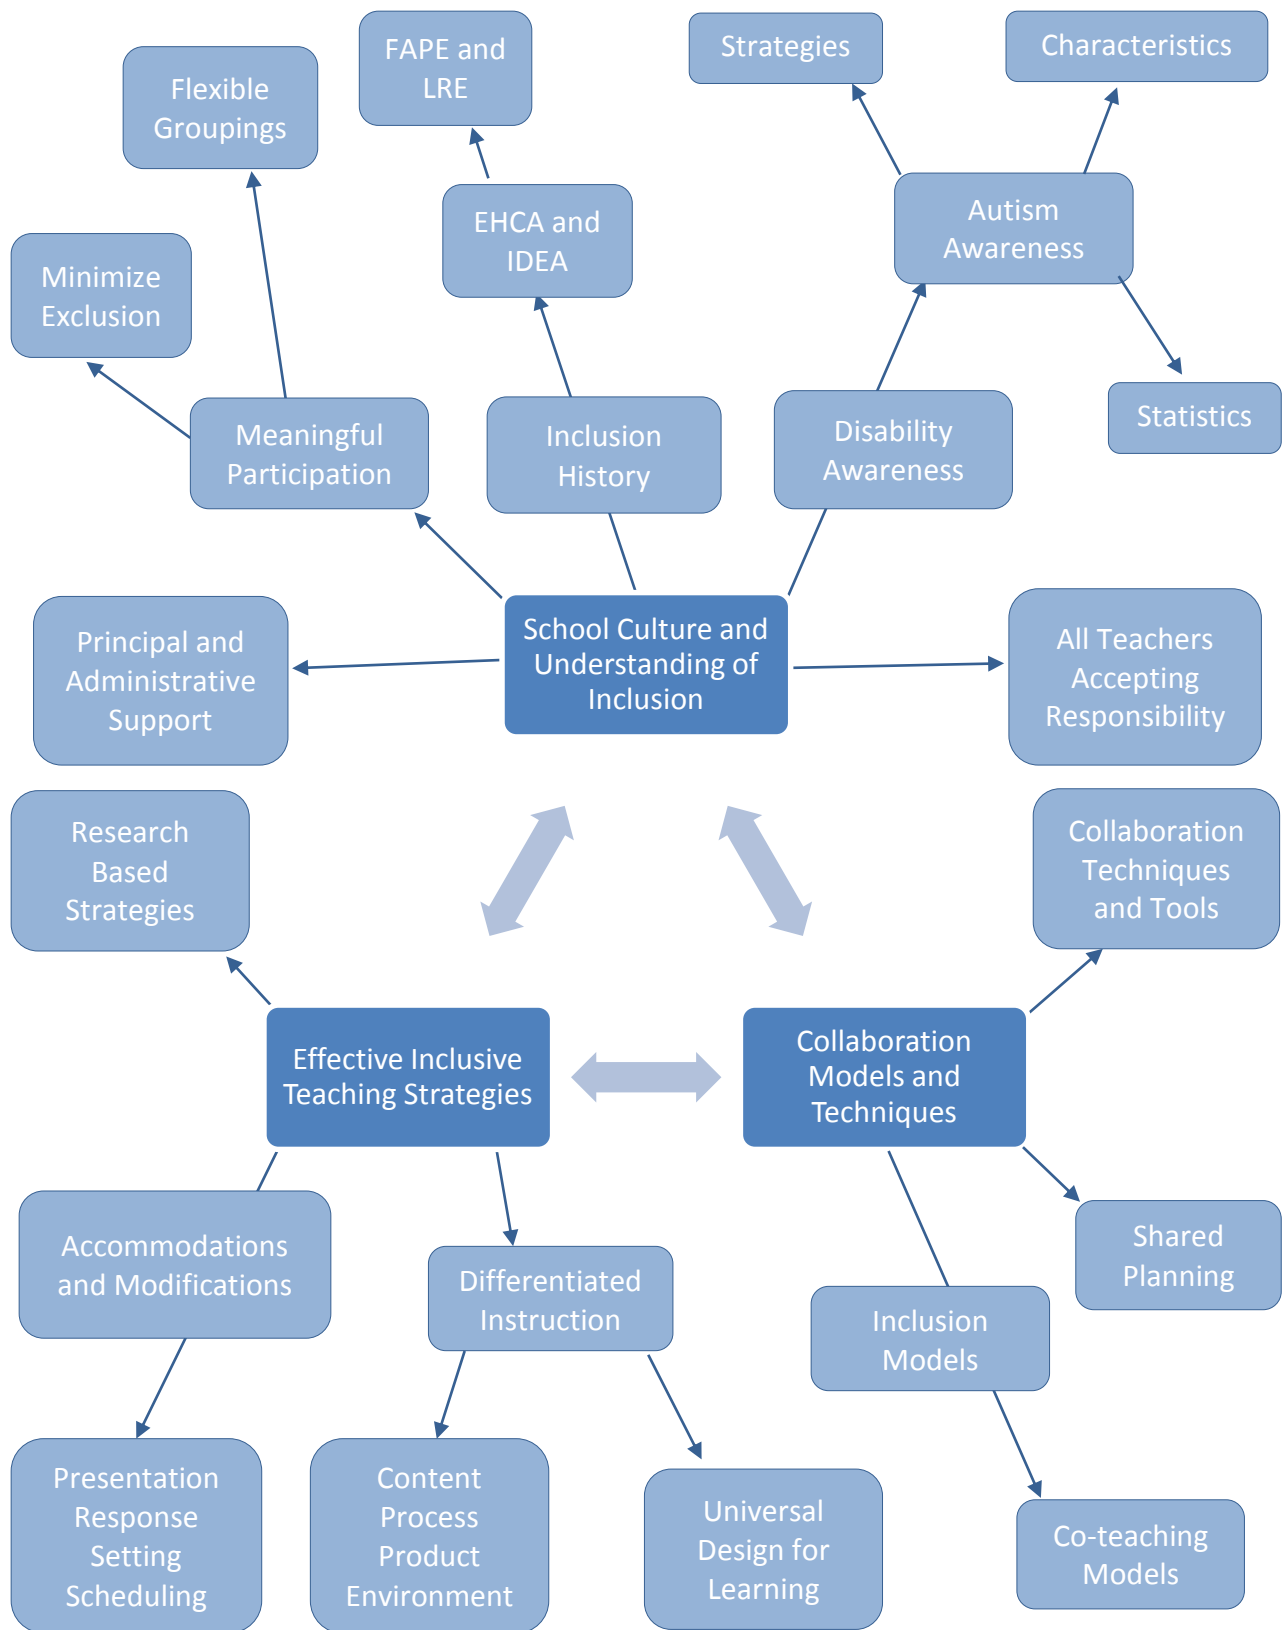 Strategies
Characteristics
FAPE and
LRE
Flexible
Groupings
Autism
Awareness
EHCA and
IDEA
Minimize
Exclusion
Statistics
Meaningful
Participation
Inclusion
History
Disability
Awareness
Principal and
Administrative
Support
School Culture and
Understanding of
Inclusion
All Teachers
Accepting
Responsibility
Research
Based
Strategies
Collaboration
Techniques
and Tools
Effective Inclusive
Teaching Strategies
Collaboration
Models and
Techniques
Accommodations
and Modifications
Differentiated
Instruction
Shared
Planning
Inclusion
Models
Presentation
Response
Setting
Scheduling
Content
Process
Product
Environment
Universal
Design for
Learning
Co-teaching
Models